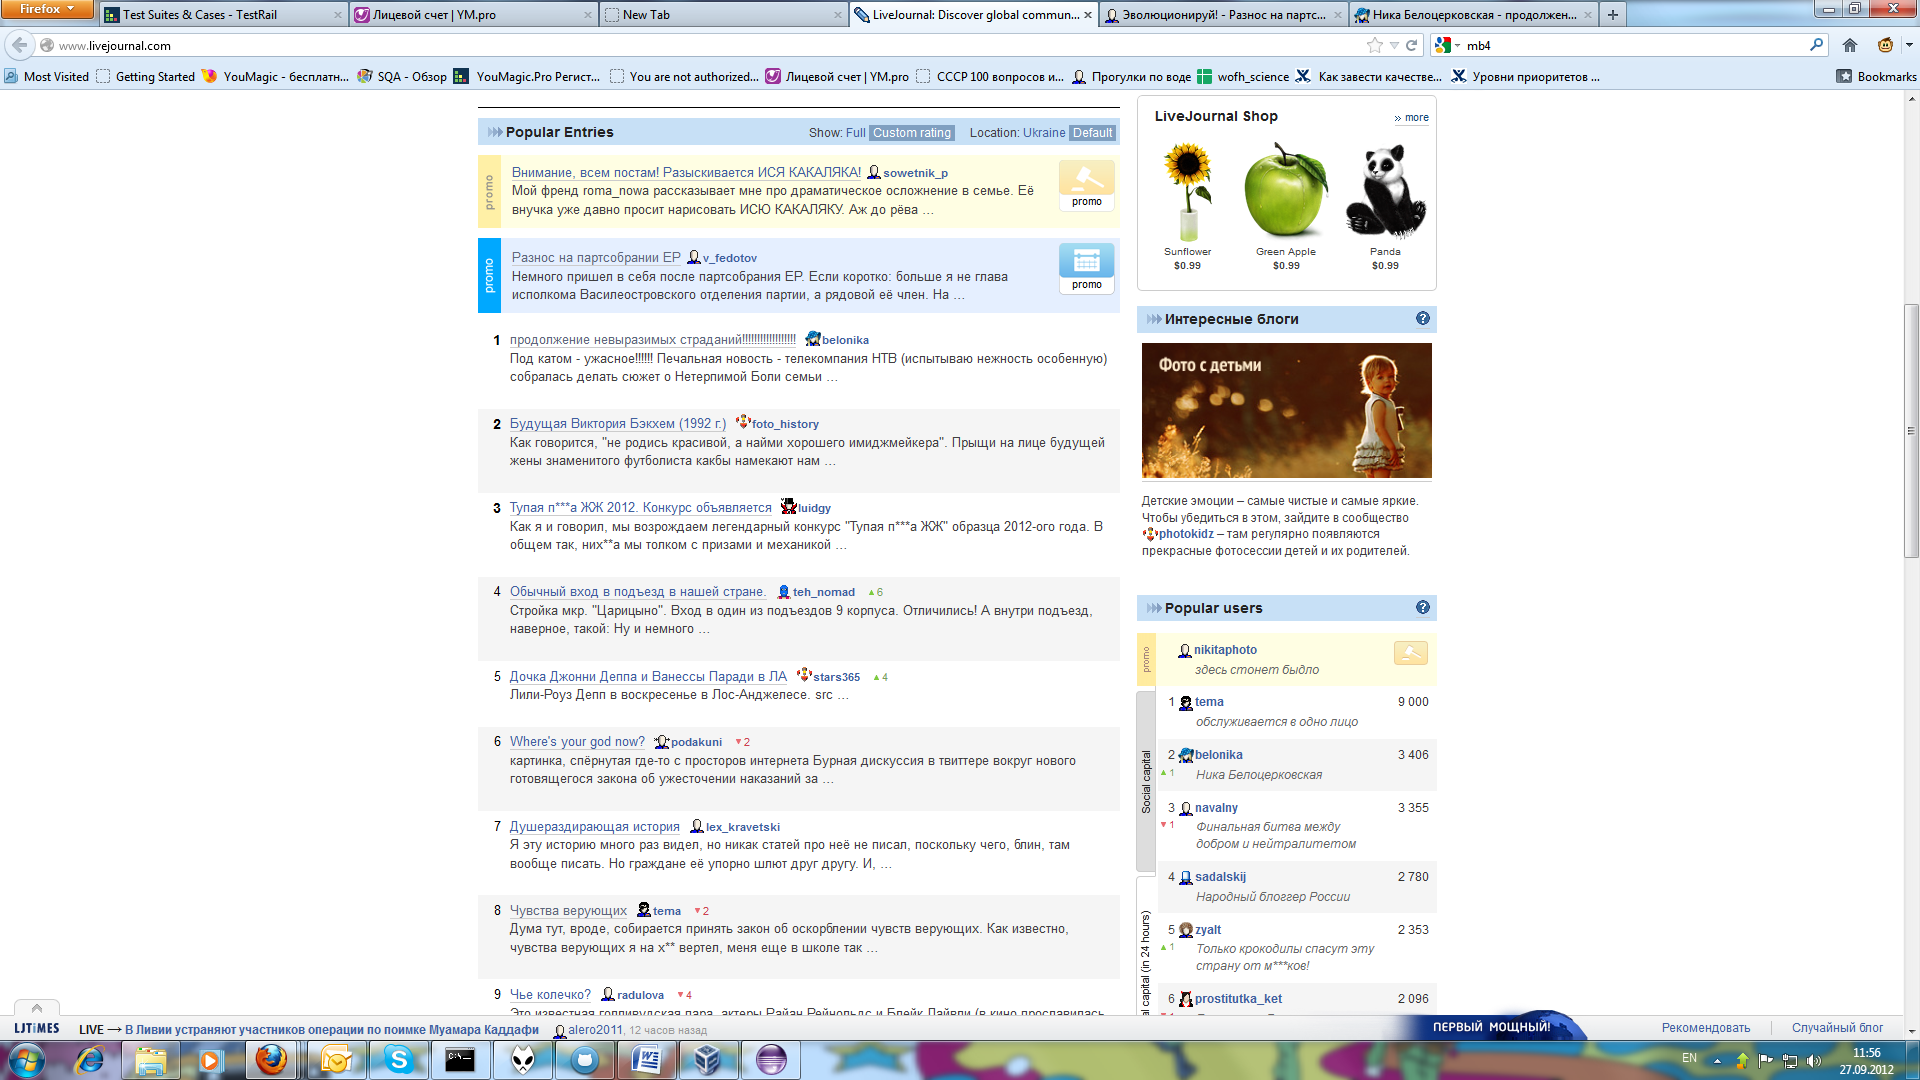 Firefox
Test Suites & Cases - TestRail
Лицевой счет | YM.pro
New Tab
LiveJournal: Discover global commun...
Эволюционируй! - Разнос на партс...
Ника Белоцерковская - продолжен...
www.livejournal.com
mb4
Most Visited
Getting Started
YouMagic - бесплатн...
SQA - Обзор
YouMagic.Pro Регист...
You are not authorized...
Лицевой счет | YM.pro
СССР 100 вопросов и...
Прогулки по воде
wofh_science
Как завести качестве...
Уровни приоритетов ...
Bookmarks
Popular Entries
Show: Full Custom rating Location: Ukraine Default
promo
Внимание, всем постам! Разыскивается ИСЯ КАКАЛЯКА! sowetnik_p
Мой френд roma_nowa рассказывает мне про драматическое осложнение в семье. Её
внучка уже давно просит нарисовать ИСЮ КАКАЛЯКУ. Аж до рёва ...
promo
promo
Разнос на партсобрании ЕР v_fedotov
Немного пришел в себя после партсобрания ЕР. Если коротко: больше я не глава
исполкома Василеостровского отделения партии, а рядовой её член. На ...
promo
1 продолжение невыразимых страданий!!!!!!!!!!!!!!!!!! belonika
Под катом - ужасное!!!!!! Печальная новость - телекомпания НТВ (испытываю нежность особенную)
собралась делать сюжет о Нетерпимой Боли семьи ...
2 Будущая Виктория Бэкхем (1992 г.) foto_history
Как говорится, "не родись красивой, а найми хорошего имиджмейкера". Прыщи на лице будущей
жены знаменитого футболиста какбы намекают нам ...
3 Тупая п***а ЖЖ 2012. Конкурс объявляется luidgy
Как я и говорил, мы возрождаем легендарный конкурс "Тупая п***а ЖЖ" образца 2012-ого года. В
общем так, них**а мы толком с призами и механикой ...
4 Обычный вход в подъезд в нашей стране. teh_nomad 6
Стройка мкр. "Царицыно". Вход в один из подъездов 9 корпуса. Отличились! А внутри подъезд,
наверное, такой: Ну и немного ...
5 Дочка Джонни Деппа и Ванессы Паради в ЛА stars365 4
Лили-Роуз Депп в воскресенье в Лос-Анджелесе. src ...
6 Where's your god now? podakuni 2
картинка, спёрнутая где-то с просторов интернета Бурная дискуссия в твиттере вокруг нового
готовящегося закона об ужесточении наказаний за ...
7 Душераздирающая история lex_kravetski
Я эту историю много раз видел, но никак статей про неё не писал, поскольку чего, блин, там
вообще писать. Но граждане её упорно шлют друг другу. И, ...
8 Чувства верующих tema 2
Дума тут, вроде, собирается принять закон об оскорблении чувств верующих. Как известно,
чувства верующих я на х** вертел, меня еще в школе так ...
9 Чье колечко? radulova 4
Это известная голливудская пара, актеры Райан Рейнольдс и Блейк Лайвли (в кино прославилась
LiveJournal Shop
» more
Sunflower Green Apple Panda
$0.99 $0.99 $0.99
Интересные блоги
?
Фото с детьми
Детские эмоции – самые чистые и самые яркие.
Чтобы убедиться в этом, зайдите в сообщество
photokidz – там регулярно появляются
прекрасные фотосессии детей и их родителей.
Popular users
?
promo
nikitaphoto
здесь стонет быдло
Social capital
1 tema 9 000
обслуживается в одно лицо
2 belonika 3 406
1 Ника Белоцерковская
3 navalny 3 355
1 Финальная битва между
добром и нейтралитетом
4 sadalskij 2 780
Народный блоггер России
al capital (in 24 hours)
5 zyalt 2 353
1 Только крокодилы спасут эту
страну от м***ков!
6 prostitutka_ket 2 096
LJTIMES
LIVE → В Ливии устраняют участников операции по поимке Муамара Каддафи alero2011, 12 часов назад
ПЕРВЫЙ МОЩНЫЙ!
Рекомендовать
Случайный блог
EN
11:56
27.09.2012